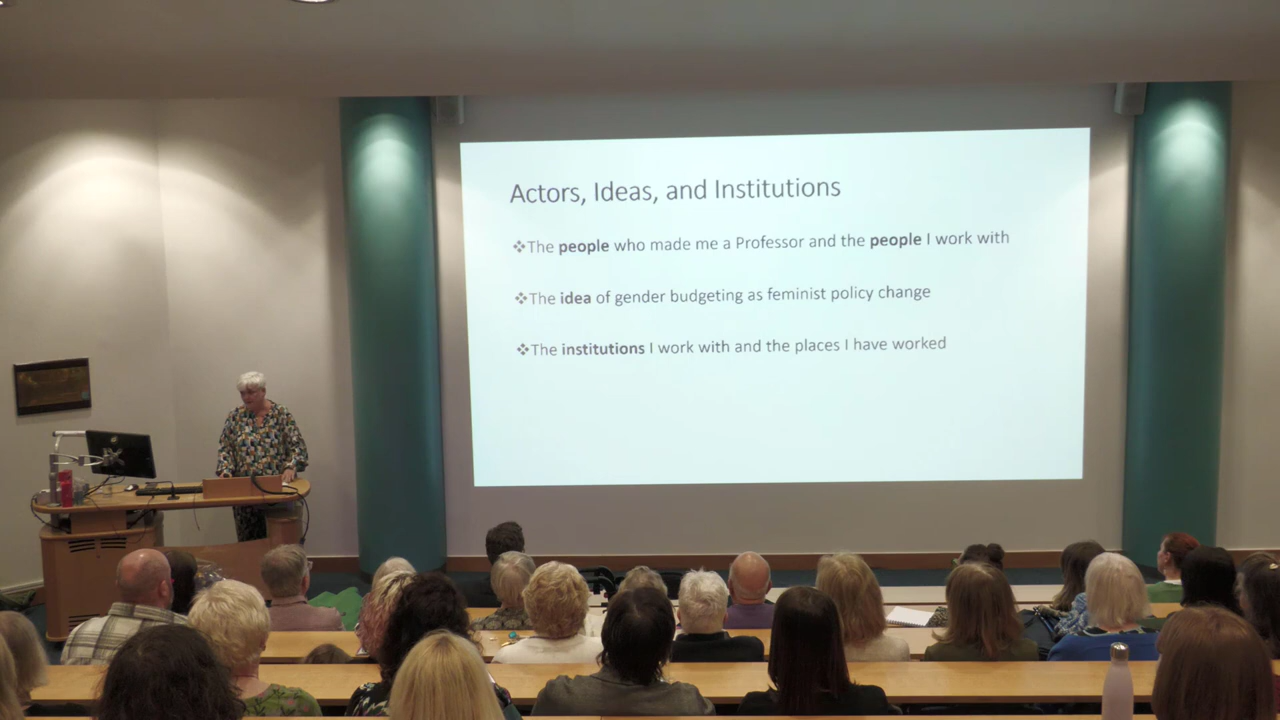 Actors, Ideas, and Institutions
❖The people who made me a Professor and the people I work with
❖The idea of gender budgeting as feminist policy change
❖The institutions I work with and the places I have worked